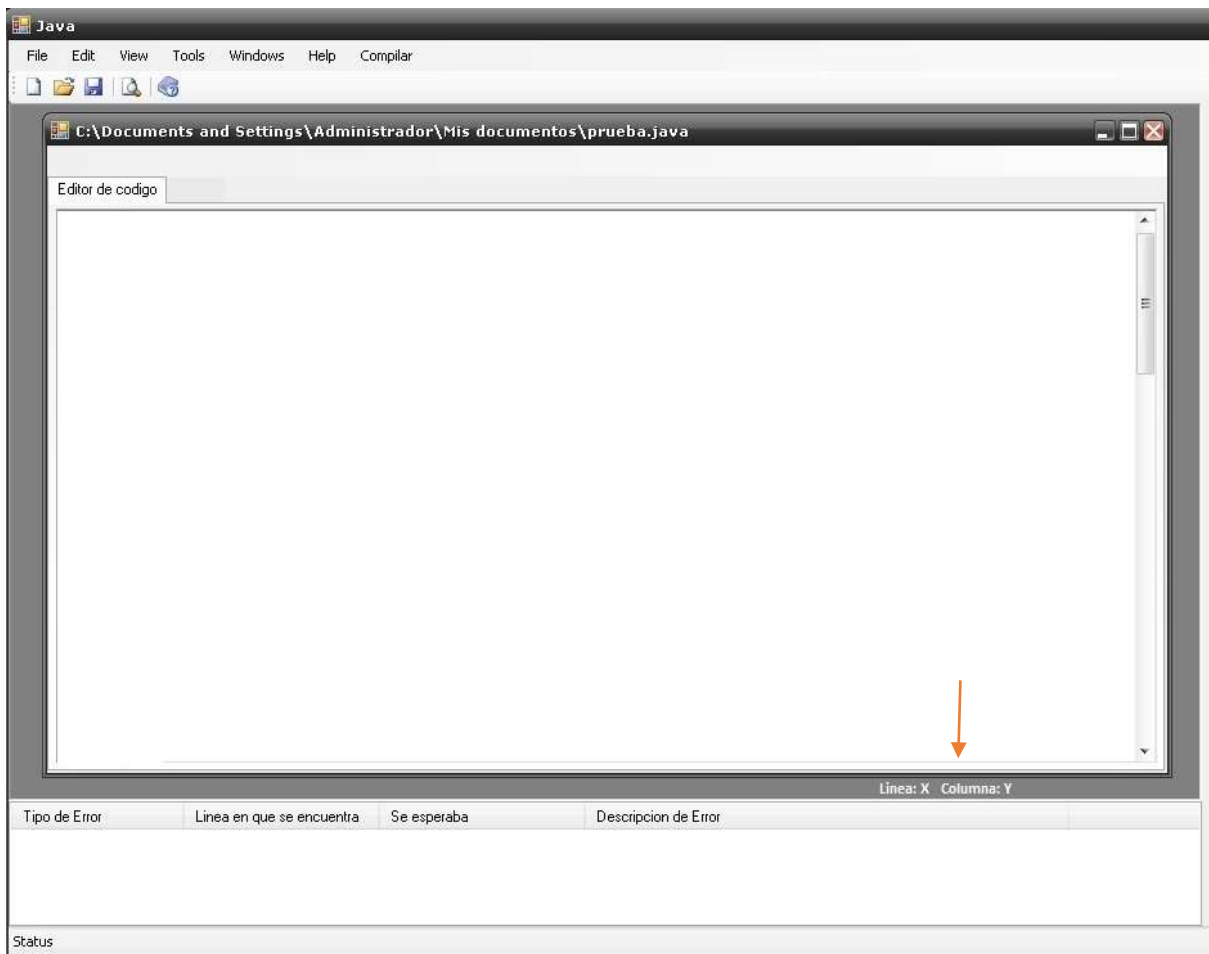 Java
File Edit View Tools Windows Help Compilar
C:\Documents and Settings\Administrador\Mis documentos\prueba.java
Editor de codigo
Linea: X Columna: Y
Tipo de Error Linea en que se encuentra Se esperaba Descripcion de Error
Status